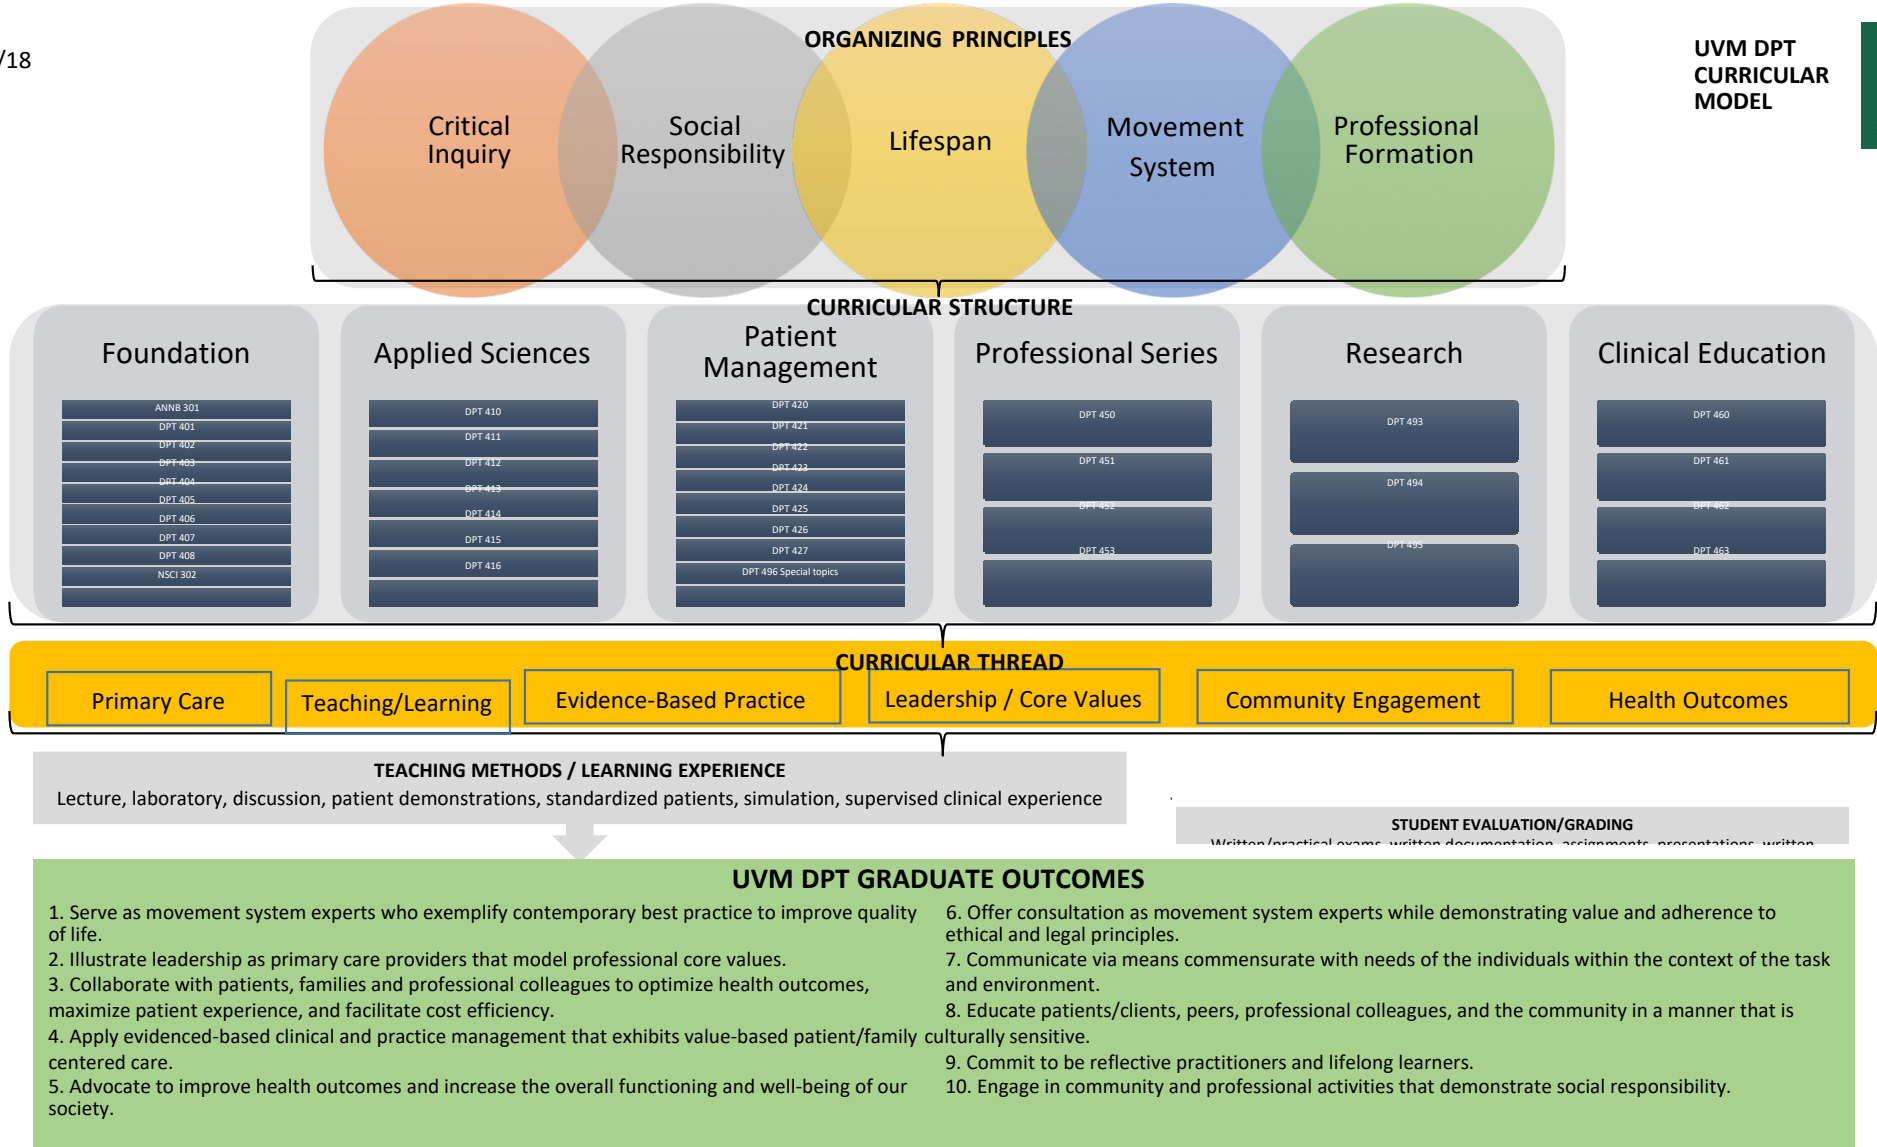 /18
ORGANIZING PRINCIPLES
UVM DPT
CURRICULAR
MODEL
Critical
Inquiry
Social
Responsibility
Lifespan
Movement
System
Professional
Formation
CURRICULAR STRUCTURE
Foundation
ANNB 301
DPT 401
DPT 402
DPT 403
DPT 404
DPT 405
DPT 406
DPT 407
DPT 408
NSCI 302
Applied Sciences
DPT 410
DPT 411
DPT 412
DPT 413
DPT 414
DPT 415
DPT 416
Patient
Management
DPT 420
DPT 421
DPT 422
DPT 423
DPT 424
DPT 425
DPT 426
DPT 427
DPT 496 Special topics
Professional Series
DPT 450
DPT 451
DPT 452
DPT 453
Research
DPT 493
DPT 494
DPT 495
Clinical Education
DPT 460
DPT 461
DPT 462
DPT 463
CURRICULAR THREAD
Primary Care
Teaching/Learning
Evidence-Based Practice
Leadership / Core Values
Community Engagement
Health Outcomes
TEACHING METHODS / LEARNING EXPERIENCE
Lecture, laboratory, discussion, patient demonstrations, standardized patients, simulation, supervised clinical experience
STUDENT EVALUATION/GRADING
Written/practical exams, written documentation, assignments, presentations, written
UVM DPT GRADUATE OUTCOMES
1. Serve as movement system experts who exemplify contemporary best practice to improve quality
of life.
2. Illustrate leadership as primary care providers that model professional core values.
3. Collaborate with patients, families and professional colleagues to optimize health outcomes,
maximize patient experience, and facilitate cost efficiency.
4. Apply evidenced-based clinical and practice management that exhibits value-based patient/family
centered care.
5. Advocate to improve health outcomes and increase the overall functioning and well-being of our
society.
6. Offer consultation as movement system experts while demonstrating value and adherence to
ethical and legal principles.
7. Communicate via means commensurate with needs of the individuals within the context of the task
and environment.
8. Educate patients/clients, peers, professional colleagues, and the community in a manner that is
culturally sensitive.
9. Commit to be reflective practitioners and lifelong learners.
10. Engage in community and professional activities that demonstrate social responsibility.